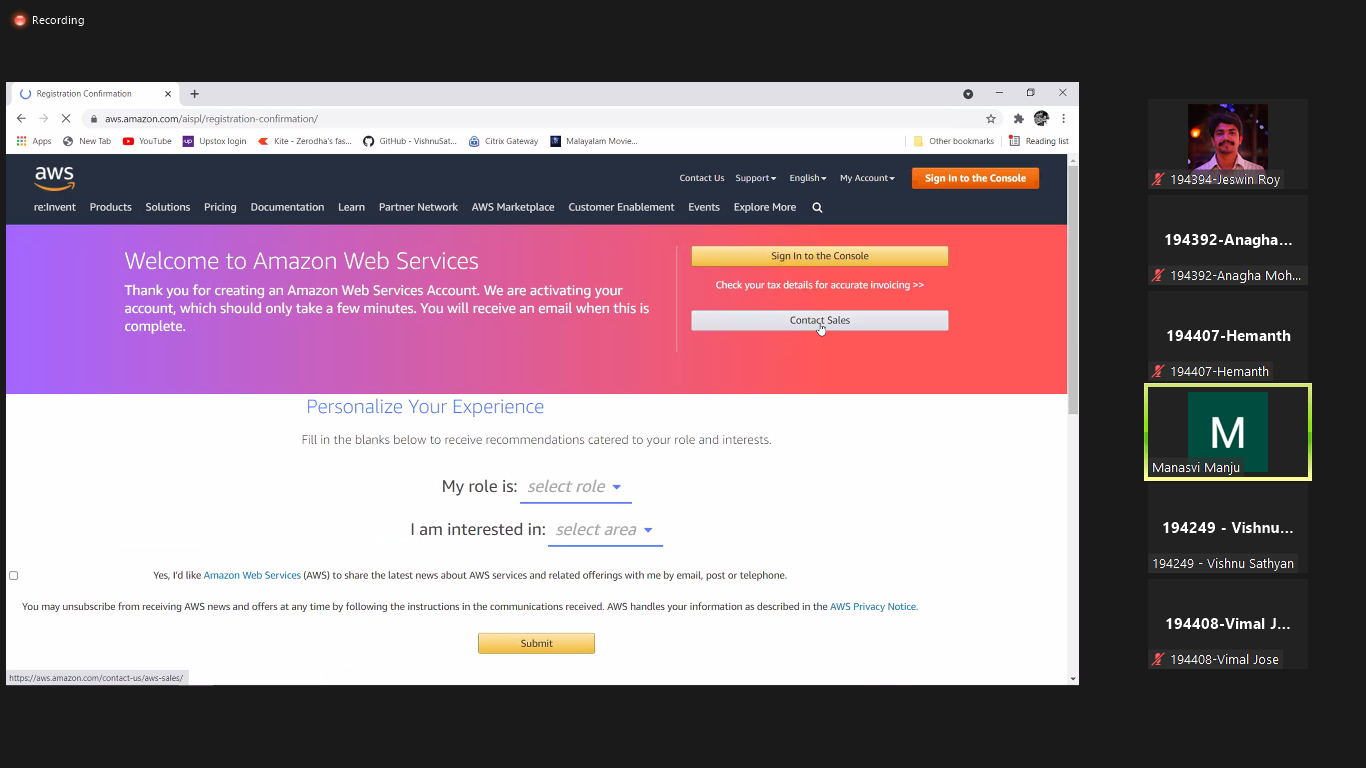 Recording
Registration Confirmation
aws.amazon.com/aispl/registration-confirmation/
Apps New Tab YouTube Upstox login Kite - Zerodha's fas... GitHub - VishnuSat... Citrix Gateway Malayalam Movie... Other bookmarks Reading list
aws
Contact Us Support English My Account Sign In to the Console
re:Invent Products Solutions Pricing Documentation Learn Partner Network AWS Marketplace Customer Enablement Events Explore More
Welcome to Amazon Web Services
Thank you for creating an Amazon Web Services Account. We are activating your
account, which should only take a few minutes. You will receive an email when this is
complete.
Sign In to the Console
Check your tax details for accurate invoicing >>
Contact Sales
Personalize Your Experience
Fill in the blanks below to receive recommendations catered to your role and interests.
My role is: select role
I am interested in: select area
Yes, I'd like Amazon Web Services (AWS) to share the latest news about AWS services and related offerings with me by email, post or telephone.
You may unsubscribe from receiving AWS news and offers at any time by following the instructions in the communications received. AWS handles your information as described in the AWS Privacy Notice.
Submit
https://aws.amazon.com/contact-us/aws-sales/
194394-Jeswin Roy
194392-Anagha...
194392-Anagha Moh...
194407-Hemanth
194407-Hemanth
M
Manasvi Manju
194249 - Vishnu...
194249 - Vishnu Sathyan
194408-Vimal J...
194408-Vimal Jose